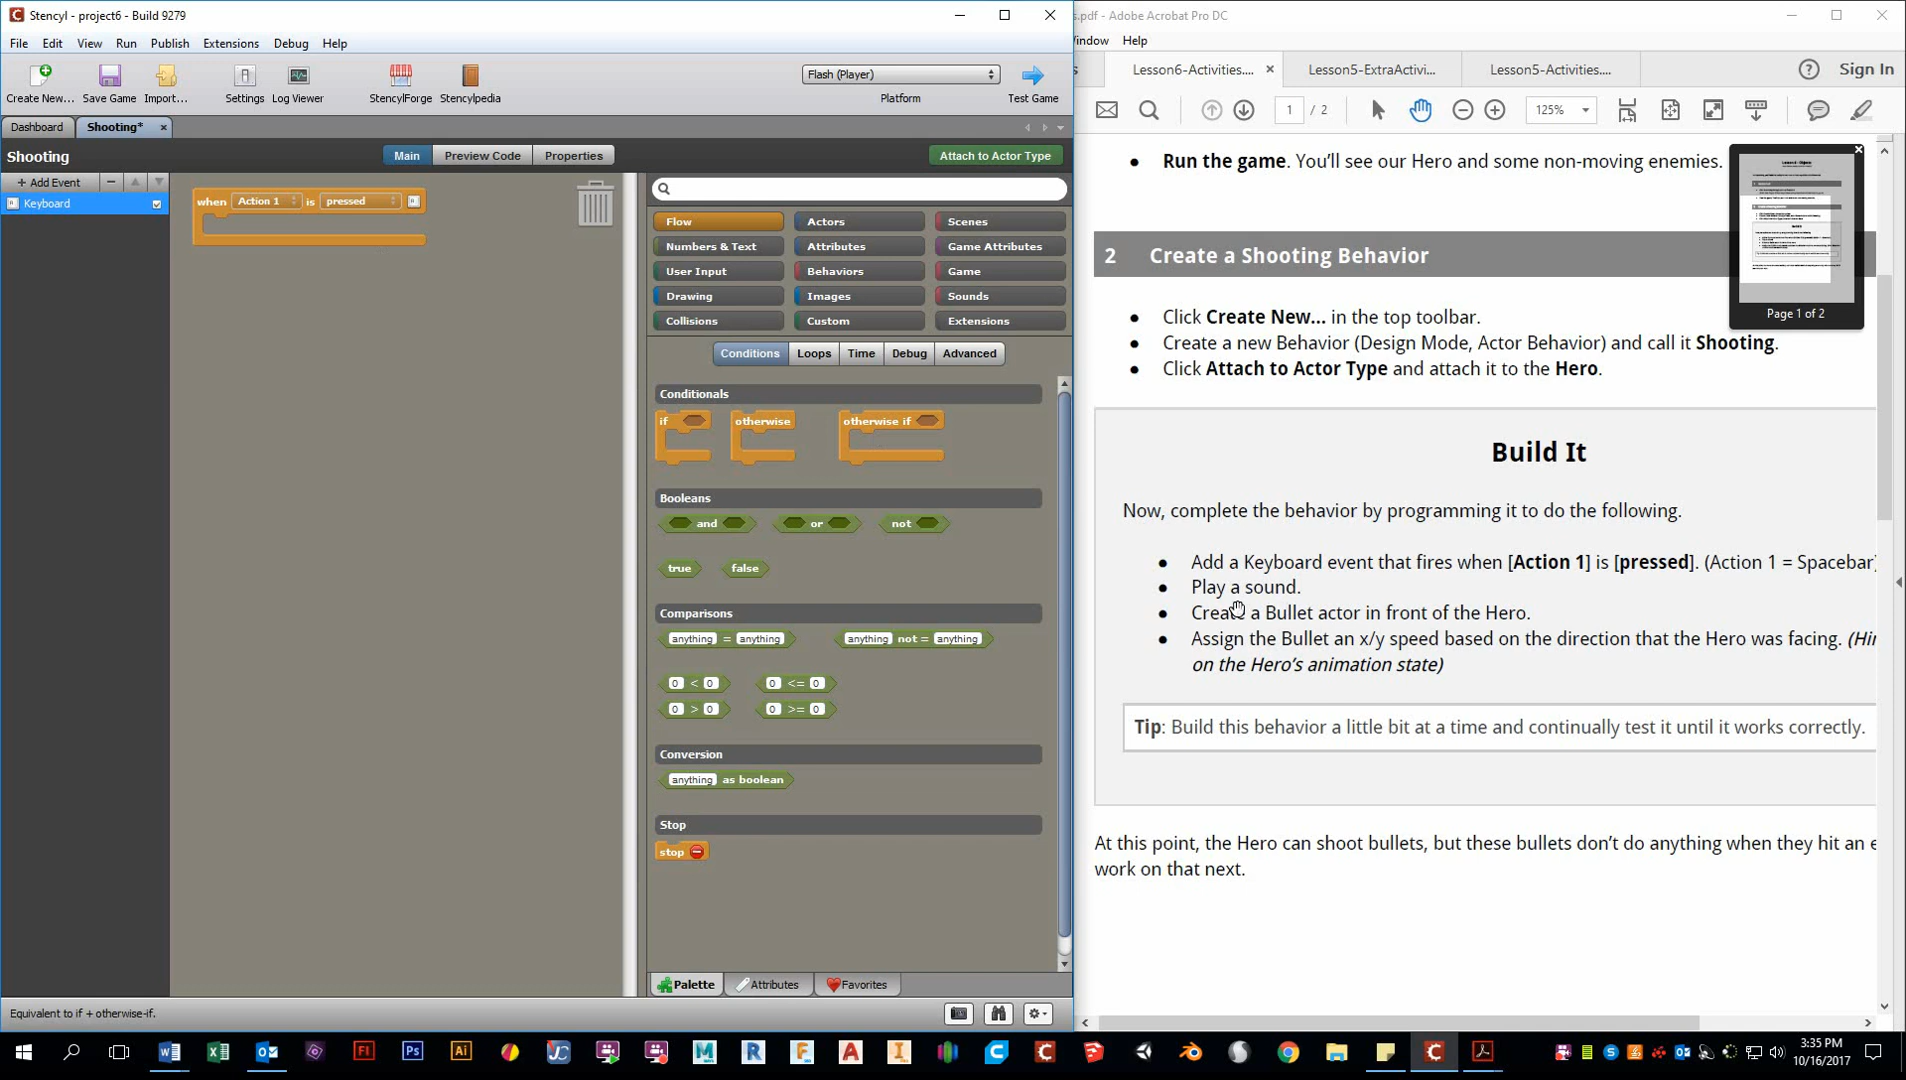 Stencyl - project6 - Build 9279
File Edit View Run Publish Extensions Debug Help
Create New... Save Game Import... Settings Log Viewer StencylForge Stencylpedia
Flash (Player)
Platform
Test Game
Dashboard Shooting*
Shooting
Main Preview Code Properties
Attach to Actor Type
+ Add Event
Keyboard
when Action 1 is pressed
Flow Actors Scenes
Numbers & Text Attributes Game Attributes
User Input Behaviors Game
Drawing Images Sounds
Collisions Custom Extensions
Conditions Loops Time Debug Advanced
Conditionals
if otherwise otherwise if
Booleans
and or not
true false
Comparisons
anything = anything anything not = anything
0 < 0 0 <= 0
0 > 0 0 >= 0
Conversion
anything as boolean
Stop
stop
Palette Attributes Favorites
Equivalent to if + otherwise-if.
s.pdf - Adobe Acrobat Pro DC
indow Help
s Lesson6-Activities.... Lesson5-ExtraActivi... Lesson5-Activities....
Sign In
1 / 2 125%
• Run the game. You'll see our Hero and some non-moving enemies.
Page 1 of 2
2 Create a Shooting Behavior
• Click Create New... in the top toolbar.
• Create a new Behavior (Design Mode, Actor Behavior) and call it Shooting.
• Click Attach to Actor Type and attach it to the Hero.
Build It
Now, complete the behavior by programming it to do the following.
• Add a Keyboard event that fires when [Action 1] is [pressed]. (Action 1 = Spacebar)
• Play a sound.
• Create a Bullet actor in front of the Hero.
• Assign the Bullet an x/y speed based on the direction that the Hero was facing. (Hin
on the Hero's animation state)
Tip: Build this behavior a little bit at a time and continually test it until it works correctly.
At this point, the Hero can shoot bullets, but these bullets don't do anything when they hit an e
work on that next.
3:35 PM
10/16/2017